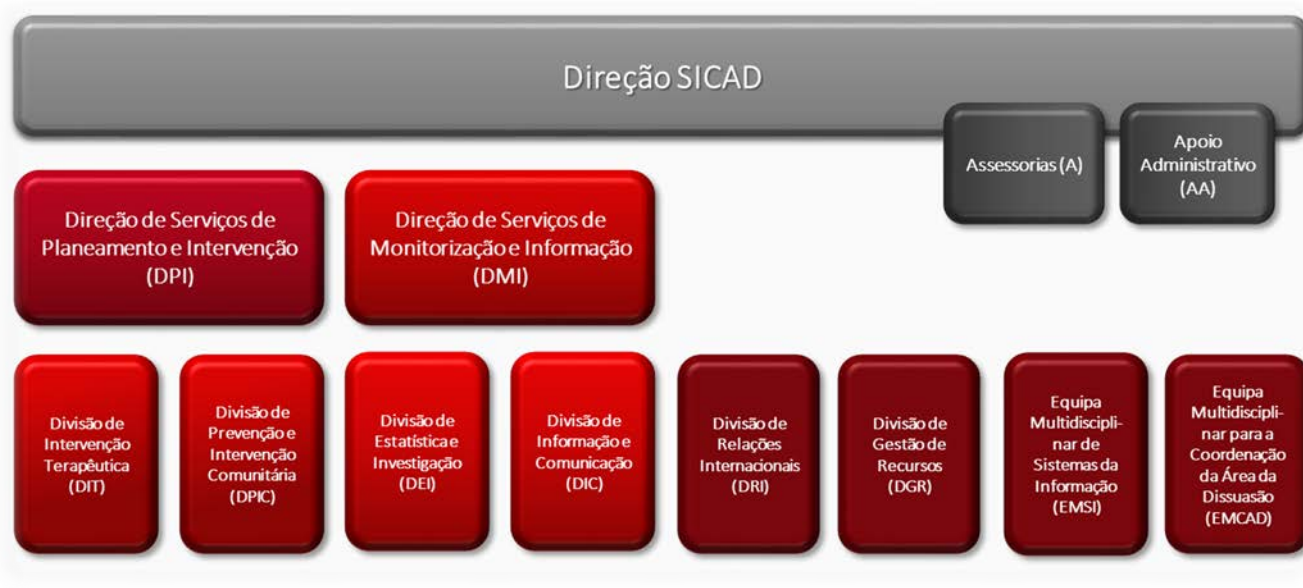 Direção SICAD
Assessorias (A)
Apoio
Administrativo
(AA)
Direção de Serviços de
Planeamento e Intervenção
(DPI)
Direção de Serviços de
Monitorização e Informação
(DMI)
Divisão de
Intervenção
Terapêutica
(DIT)
Divisão de
Prevenção e
Intervenção
Comunitária
(DPIC)
Divisão de
Estatística e
Investigação
(DEI)
Divisão de
Informação e
Comunicação
(DIC)
Divisão de
Relações
Internacionais
(DRI)
Divisão de
Gestão de
Recursos
(DGR)
Equipa
Multidiscipli-
nar de
Sistemas da
Informação
(EMSI)
Equipa
Multidiscipli-
nar para a
Coordenação
da Área da
Dissuasão
(EMCAD)